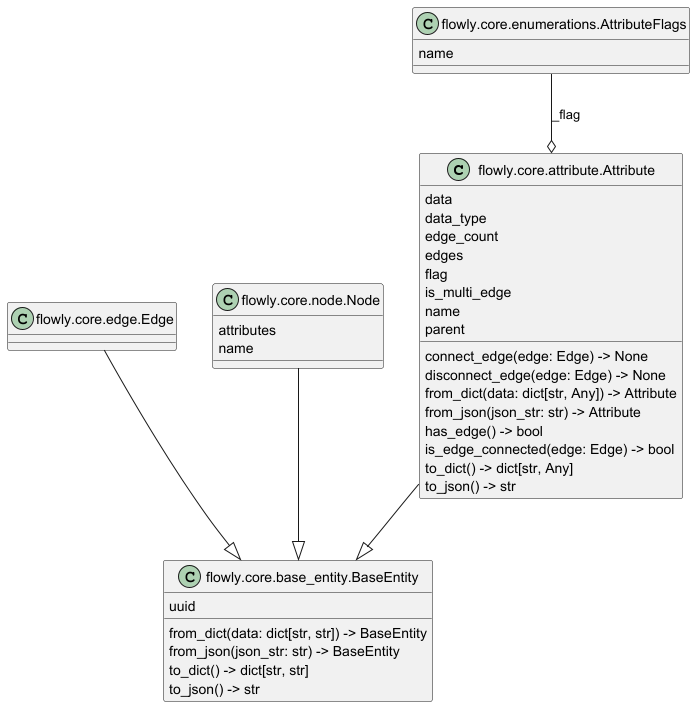 C flowly.core.enumerations.AttributeFlags
name
_flag
C flowly.core.attribute.Attribute
data
data_type
edge_count
edges
flag
is_multi_edge
name
parent
connect_edge(edge: Edge) -> None
disconnect_edge(edge: Edge) -> None
from_dict(data: dict[str, Any]) -> Attribute
from_json(json_str: str) -> Attribute
has_edge() -> bool
is_edge_connected(edge: Edge) -> bool
to_dict() -> dict[str, Any]
to_json() -> str
C flowly.core.node.Node
attributes
name
C flowly.core.edge.Edge
C flowly.core.base_entity.BaseEntity
uuid
from_dict(data: dict[str, str]) -> BaseEntity
from_json(json_str: str) -> BaseEntity
to_dict() -> dict[str, str]
to_json() -> str